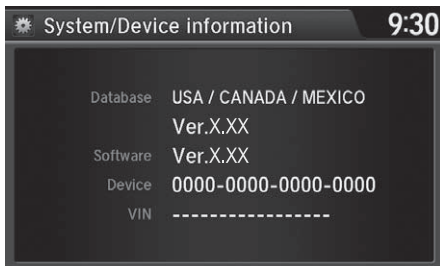 System/Device information 9:30
Database USA / CANADA / MEXICO
Ver.X.XX
Software Ver.X.XX
Device 0000-0000-0000-0000
VIN -----------------